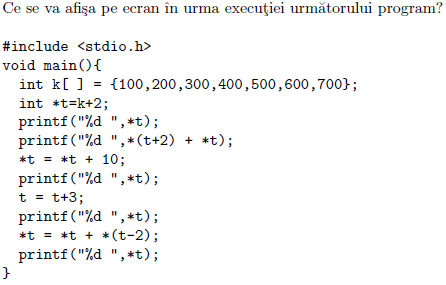 Ce se va afişa pe ecran în urma execuţiei următorului program?
#include <stdio.h>
void main(){
int k[ ] = {100,200,300,400,500,600,700};
int *t=k+2;
printf("%d ",*t);
printf("%d ",*(t+2) + *t);
*t = *t + 10;
printf("%d ",*t);
t = t+3;
printf("%d ",*t);
*t = *t + *(t-2);
printf("%d ",*t);
}